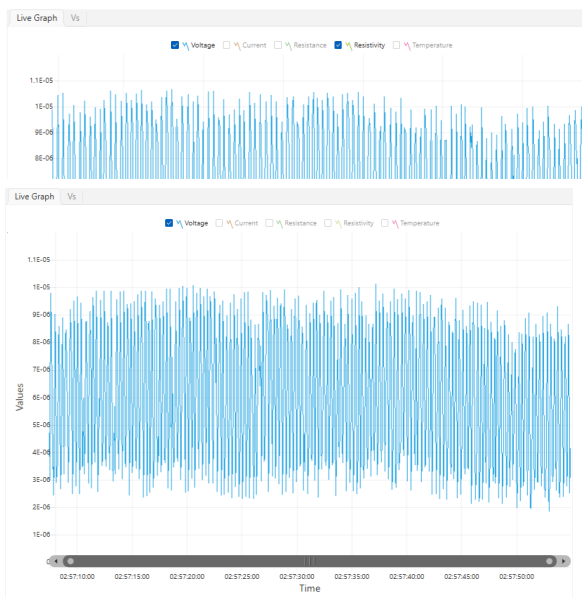 Live Graph Vs
Voltage Current Resistance Resistivity Temperature
1.1E-05
1E-05
9E-06
8E-06
Live Graph Vs
Voltage Current Resistance Resistivity Temperature
1.1E-05
1E-05
9E-06
8E-06
7E-06
6E-06
5E-06
4E-06
3E-06
2E-06
1E-06
0
Values
02:57:10:00 02:57:15:00 02:57:20:00 02:57:25:00 02:57:30:00 02:57:35:00 02:57:40:00 02:57:45:00 02:57:50:00
Time